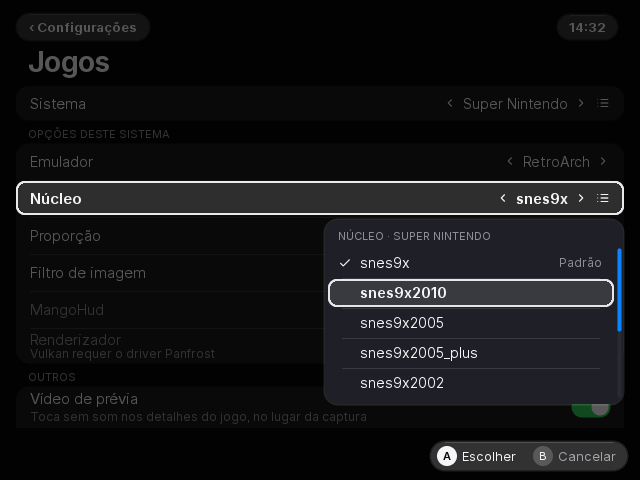 ‹ Configurações
14:32
Jogos
Sistema
‹ Super Nintendo ›
OPÇÕES DESTE SISTEMA
Emulador
‹ RetroArch ›
Núcleo
‹ snes9x ›
Proporção
NÚCLEO · SUPER NINTENDO
✓ snes9x Padrão
Filtro de imagem
snes9x2010
MangoHud
snes9x2005
Renderizador
Vulkan requer o driver Panfrost
snes9x2005_plus
OUTROS
snes9x2002
Vídeo de prévia
Toca sem som nos detalhes do jogo, no lugar da captura
A Escolher B Cancelar